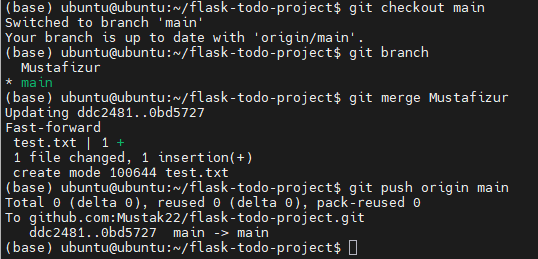 (base) ubuntu@ubuntu:~/flask-todo-project$ git checkout main
Switched to branch 'main'
Your branch is up to date with 'origin/main'.
(base) ubuntu@ubuntu:~/flask-todo-project$ git branch
  Mustafizur
* main
(base) ubuntu@ubuntu:~/flask-todo-project$ git merge Mustafizur
Updating ddc2481..0bd5727
Fast-forward
 test.txt | 1 +
 1 file changed, 1 insertion(+)
 create mode 100644 test.txt
(base) ubuntu@ubuntu:~/flask-todo-project$ git push origin main
Total 0 (delta 0), reused 0 (delta 0), pack-reused 0
To github.com:Mustak22/flask-todo-project.git
   ddc2481..0bd5727  main -> main
(base) ubuntu@ubuntu:~/flask-todo-project$